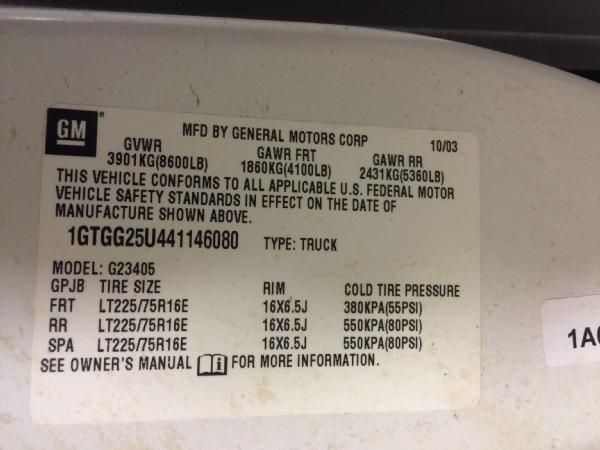 GM
MFD BY GENERAL MOTORS CORP 10/03
GVWR GAWR FRT GAWR RR
3901KG(8600LB) 1860KG(4100LB) 2431KG(5360LB)
THIS VEHICLE CONFORMS TO ALL APPLICABLE U.S. FEDERAL MOTOR
VEHICLE SAFETY STANDARDS IN EFFECT ON THE DATE OF
MANUFACTURE SHOWN ABOVE.
1GTGG25U441146080 TYPE: TRUCK
MODEL: G23405
GPJB TIRE SIZE RIM COLD TIRE PRESSURE
FRT LT225/75R16E 16X6.5J 380KPA(55PSI)
RR LT225/75R16E 16X6.5J 550KPA(80PSI)
SPA LT225/75R16E 16X6.5J 550KPA(80PSI)
SEE OWNER'S MANUAL i FOR MORE INFORMATION.